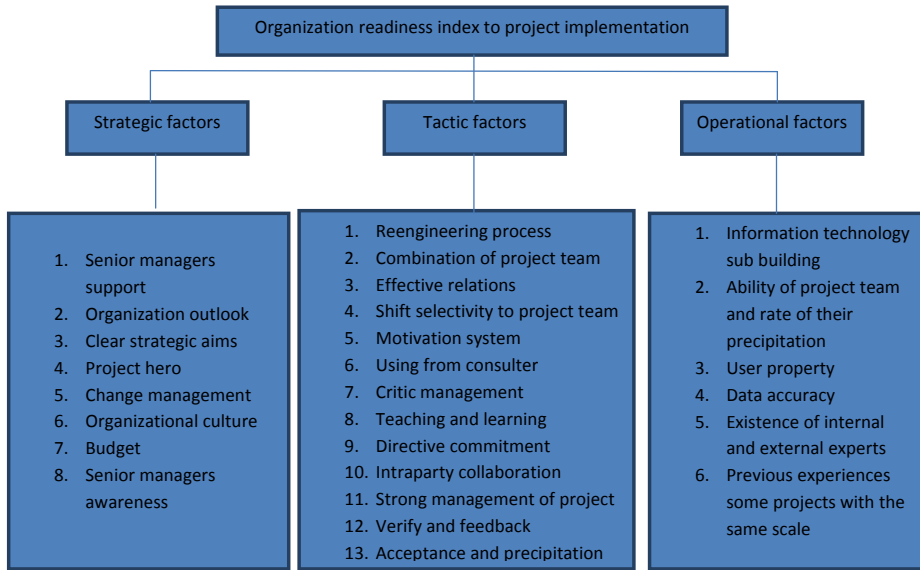 Organization readiness index to project implementation
Strategic factors
Tactic factors
Operational factors
1. Senior managers
support
2. Organization outlook
3. Clear strategic aims
4. Project hero
5. Change management
6. Organizational culture
7. Budget
8. Senior managers
awareness
1. Reengineering process
2. Combination of project team
3. Effective relations
4. Shift selectivity to project team
5. Motivation system
6. Using from consulter
7. Critic management
8. Teaching and learning
9. Directive commitment
10. Intraparty collaboration
11. Strong management of project
12. Verify and feedback
13. Acceptance and precipitation
1. Information technology
sub building
2. Ability of project team
and rate of their
precipitation
3. User property
4. Data accuracy
5. Existence of internal
and external experts
6. Previous experiences
some projects with the
same scale